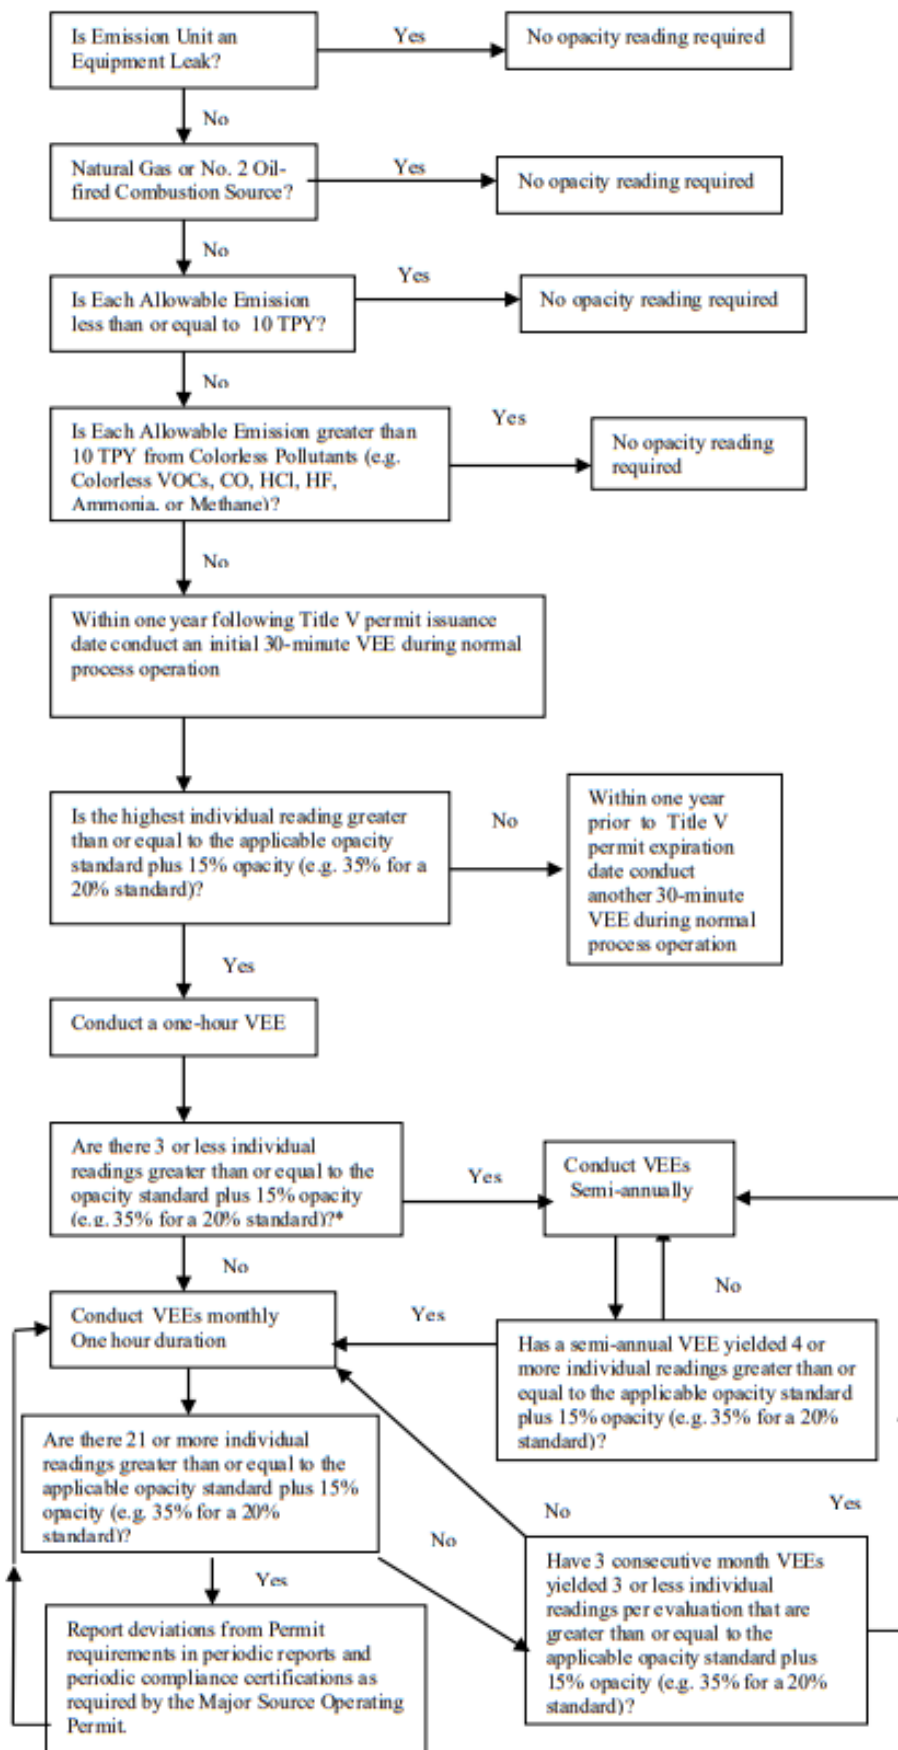 Is Emission Unit an
Equipment Leak?
Yes
No opacity reading required
No
Natural Gas or No. 2 Oil-
fired Combustion Source?
Yes
No opacity reading required
No
Is Each Allowable Emission
less than or equal to 10 TPY?
Yes
No opacity reading required
No
Is Each Allowable Emission greater than
10 TPY from Colorless Pollutants (e.g.
Colorless VOCs, CO, HCl, HF,
Ammonia, or Methane)?
Yes
No opacity reading
required
No
Within one year following Title V permit issuance
date conduct an initial 30-minute VEE during normal
process operation
Is the highest individual reading greater
than or equal to the applicable opacity
standard plus 15% opacity (e.g. 35% for a
20% standard)?
No
Within one year
prior to Title V
permit expiration
date conduct
another 30-minute
VEE during normal
process operation
Yes
Conduct a one-hour VEE
Are there 3 or less individual
readings greater than or equal to the
opacity standard plus 15% opacity
(e.g. 35% for a 20% standard)?*
Yes
Conduct VEEs
Semi-annually
No
No
Conduct VEEs monthly
One hour duration
Yes
Has a semi-annual VEE yielded 4 or
more individual readings greater than or
equal to the applicable opacity standard
plus 15% opacity (e.g. 35% for a 20%
standard)?
Are there 21 or more individual
readings greater than or equal to the
applicable opacity standard plus 15%
opacity (e.g. 35% for a 20%
standard)?
No
No
Yes
Have 3 consecutive month VEEs
yielded 3 or less individual
readings per evaluation that are
greater than or equal to the
applicable opacity standard plus
15% opacity (e.g. 35% for a 20%
standard)?
Yes
Report deviations from Permit
requirements in periodic reports and
periodic compliance certifications as
required by the Major Source Operating
Permit.